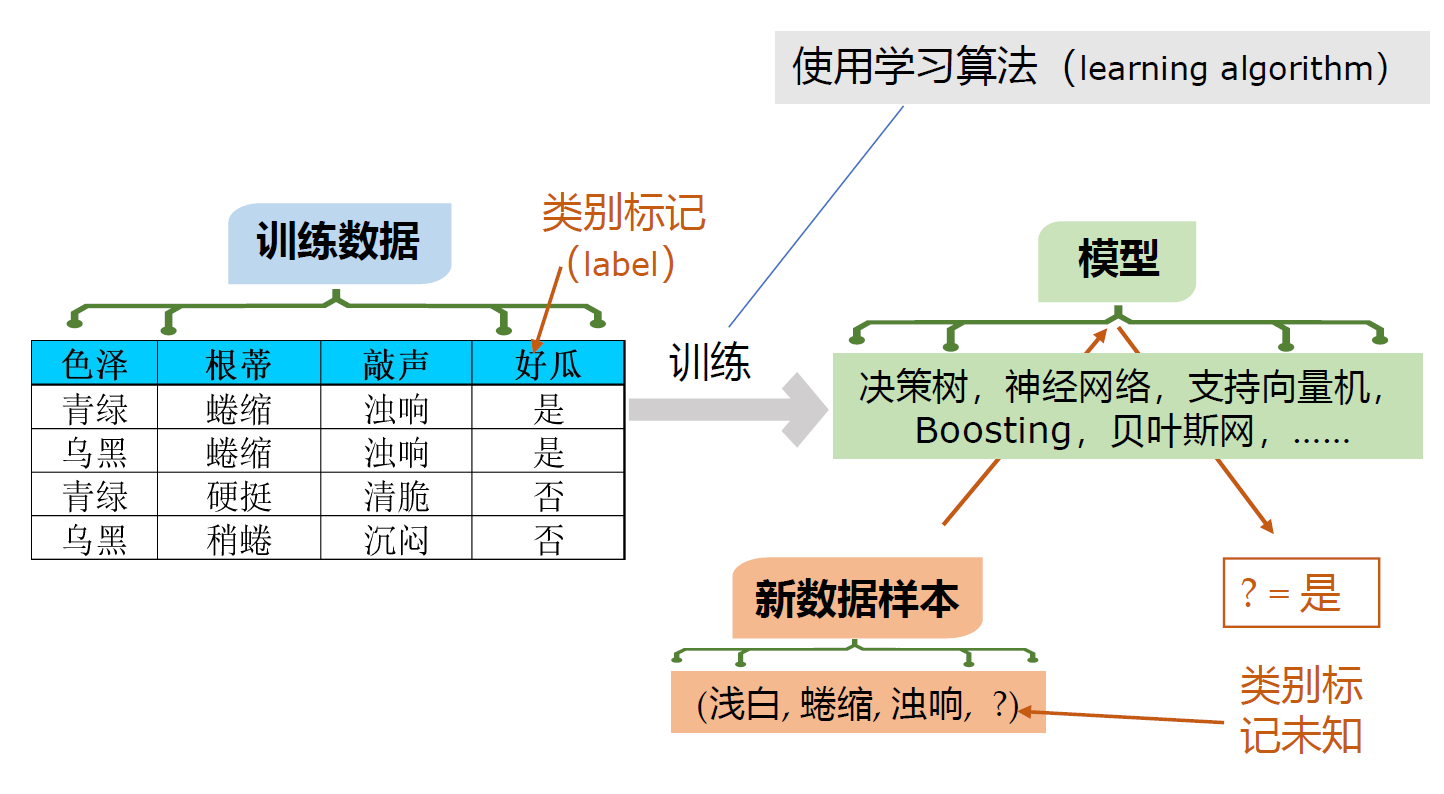 使用学习算法（learning algorithm）
训练数据
类别标记
（label）
模型
色泽 根蒂 敲声 好瓜
青绿 蜷缩 浊响 是
乌黑 蜷缩 浊响 是
青绿 硬挺 清脆 否
乌黑 稍蜷 沉闷 否
训练
决策树，神经网络，支持向量机，
Boosting，贝叶斯网，……
新数据样本
(浅白, 蜷缩, 浊响, ?)
? = 是
类别标
记未知